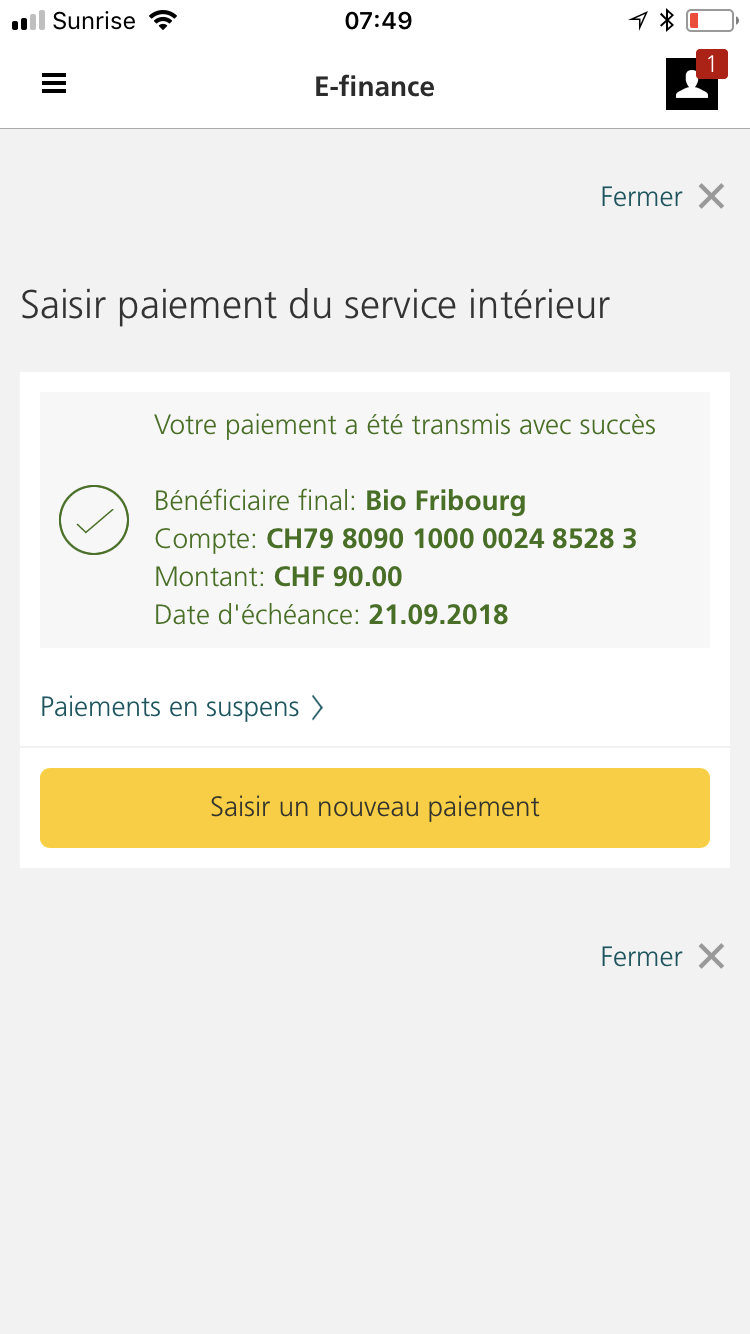 Sunrise 07:49
E-finance
1
Fermer
Saisir paiement du service intérieur
Votre paiement a été transmis avec succès
Bénéficiaire final: Bio Fribourg
Compte: CH79 8090 1000 0024 8528 3
Montant: CHF 90.00
Date d'échéance: 21.09.2018
Paiements en suspens
Saisir un nouveau paiement
Fermer